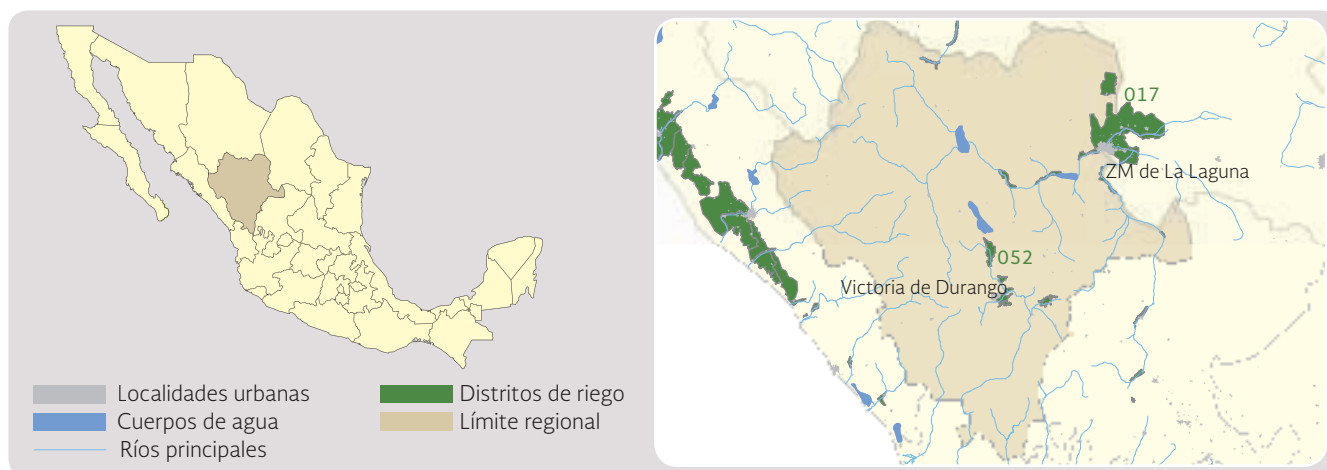 017
ZM de La Laguna
052
Victoria de Durango
Localidades urbanas
Distritos de riego
Cuerpos de agua
Límite regional
Ríos principales